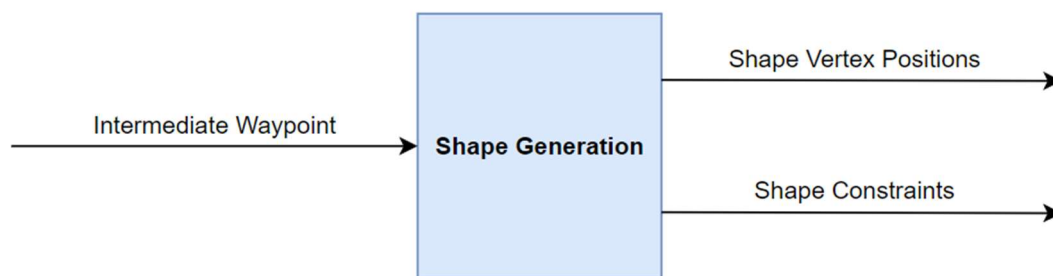 Shape Vertex Positions
Intermediate Waypoint
Shape Generation
Shape Constraints